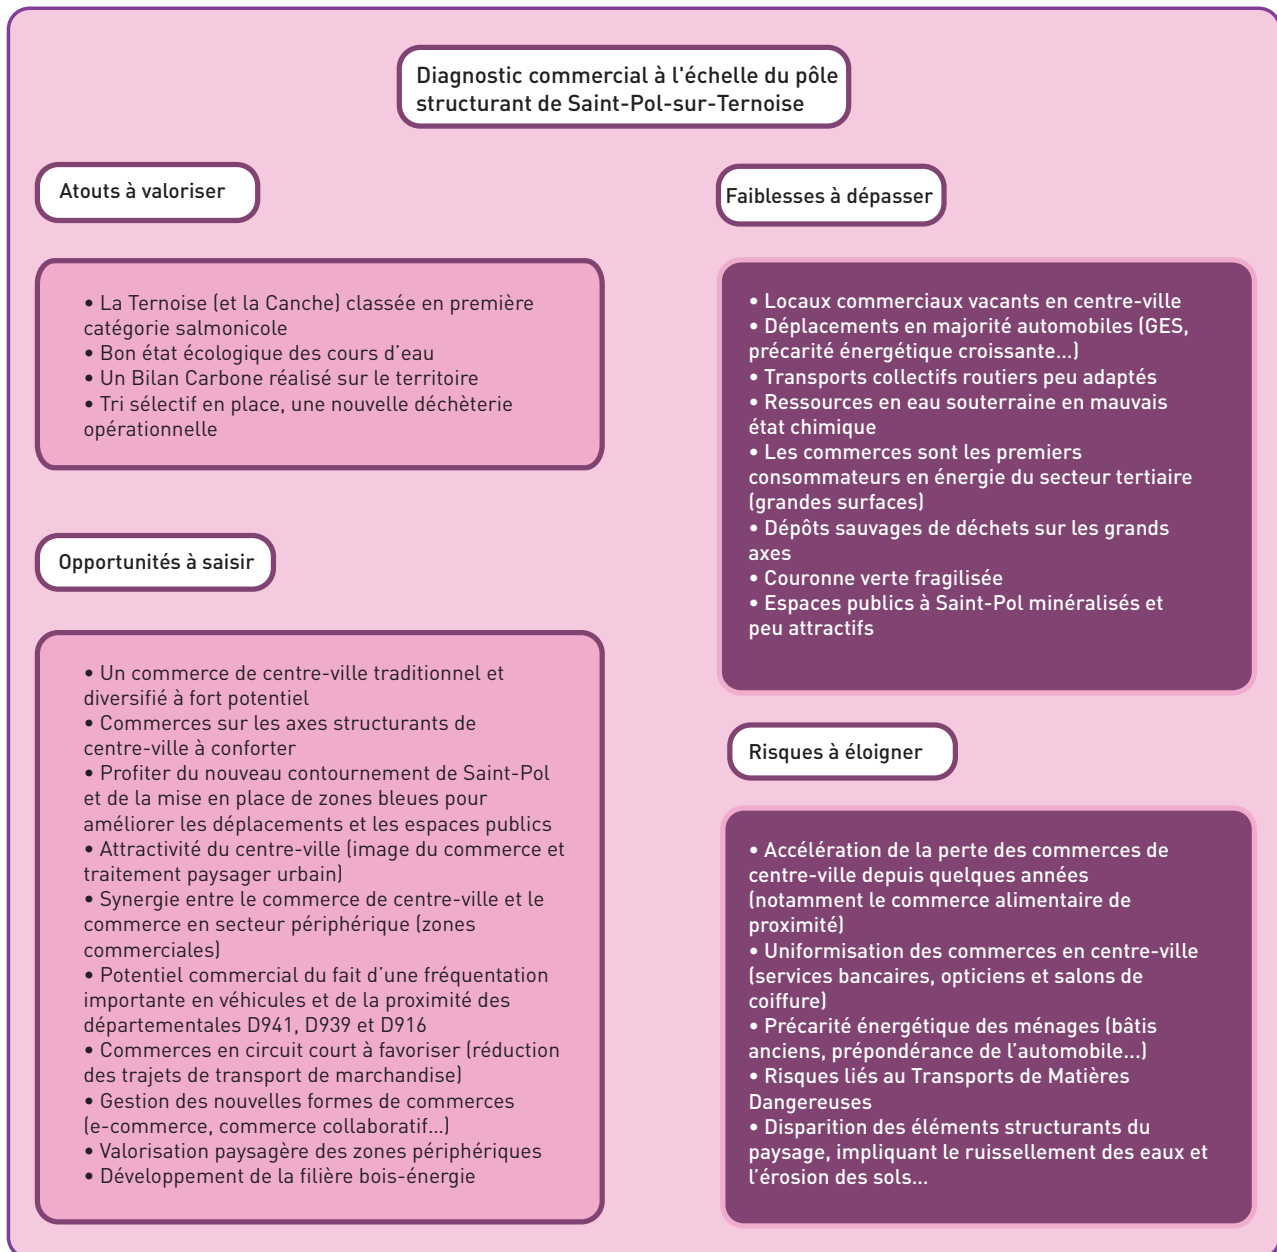 Diagnostic commercial à l'échelle du pôle
structurant de Saint-Pol-sur-Ternoise
Atouts à valoriser
• La Ternoise (et la Canche) classée en première
catégorie salmonicole
• Bon état écologique des cours d’eau
• Un Bilan Carbone réalisé sur le territoire
• Tri sélectif en place, une nouvelle déchèterie
opérationnelle
Opportunités à saisir
• Un commerce de centre-ville traditionnel et
diversifié à fort potentiel
• Commerces sur les axes structurants de
centre-ville à conforter
• Profiter du nouveau contournement de Saint-Pol
et de la mise en place de zones bleues pour
améliorer les déplacements et les espaces publics
• Attractivité du centre-ville (image du commerce et
traitement paysager urbain)
• Synergie entre le commerce de centre-ville et le
commerce en secteur périphérique (zones
commerciales)
• Potentiel commercial du fait d’une fréquentation
importante en véhicules et de la proximité des
départementales D941, D939 et D916
• Commerces en circuit court à favoriser (réduction
des trajets de transport de marchandise)
• Gestion des nouvelles formes de commerces
(e-commerce, commerce collaboratif...)
• Valorisation paysagère des zones périphériques
• Développement de la filière bois-énergie
Faiblesses à dépasser
• Locaux commerciaux vacants en centre-ville
• Déplacements en majorité automobiles (GES,
précarité énergétique croissante...)
• Transports collectifs routiers peu adaptés
• Ressources en eau souterraine en mauvais
état chimique
• Les commerces sont les premiers
consommateurs en énergie du secteur tertiaire
(grandes surfaces)
• Dépôts sauvages de déchets sur les grands
axes
• Couronne verte fragilisée
• Espaces publics à Saint-Pol minéralisés et
peu attractifs
Risques à éloigner
• Accélération de la perte des commerces de
centre-ville depuis quelques années
(notamment le commerce alimentaire de
proximité)
• Uniformisation des commerces en centre-ville
(services bancaires, opticiens et salons de
coiffure)
• Précarité énergétique des ménages (bâtis
anciens, prépondérance de l’automobile...)
• Risques liés au Transports de Matières
Dangereuses
• Disparition des éléments structurants du
paysage, impliquant le ruissellement des eaux et
l’érosion des sols...